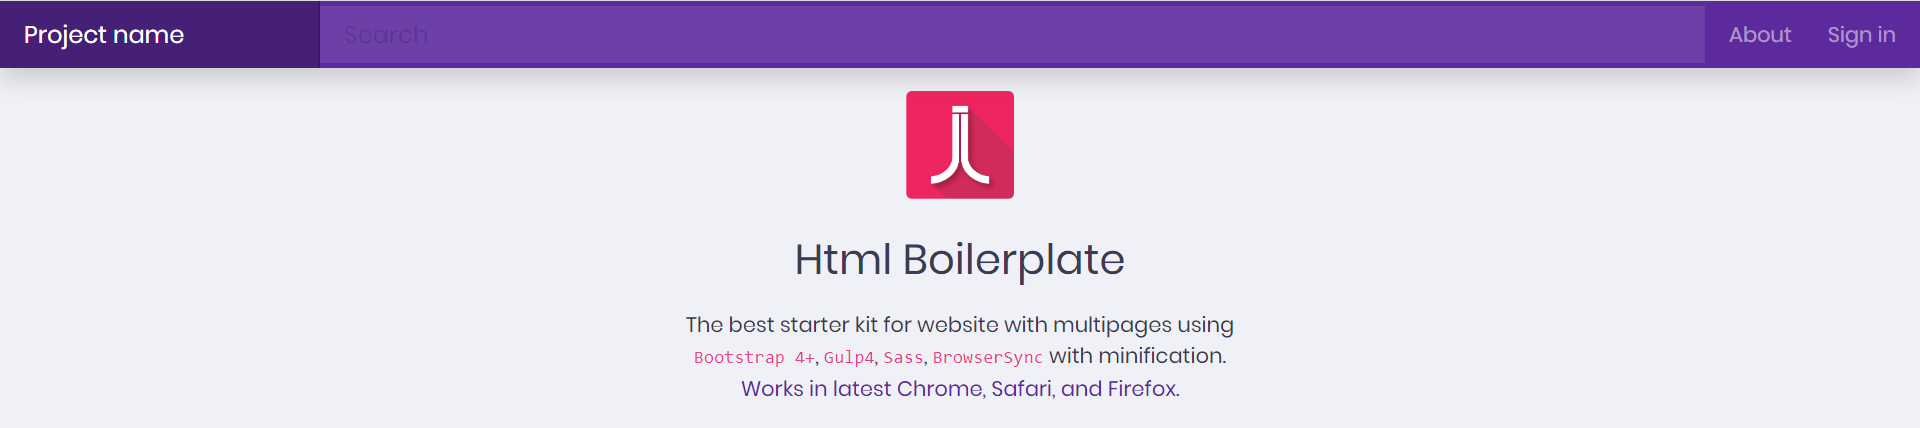 Project name
Search
About
Sign in
Html Boilerplate
The best starter kit for website with multipages using
Bootstrap 4+, Gulp4, Sass, BrowserSync with minification.
Works in latest Chrome, Safari, and Firefox.